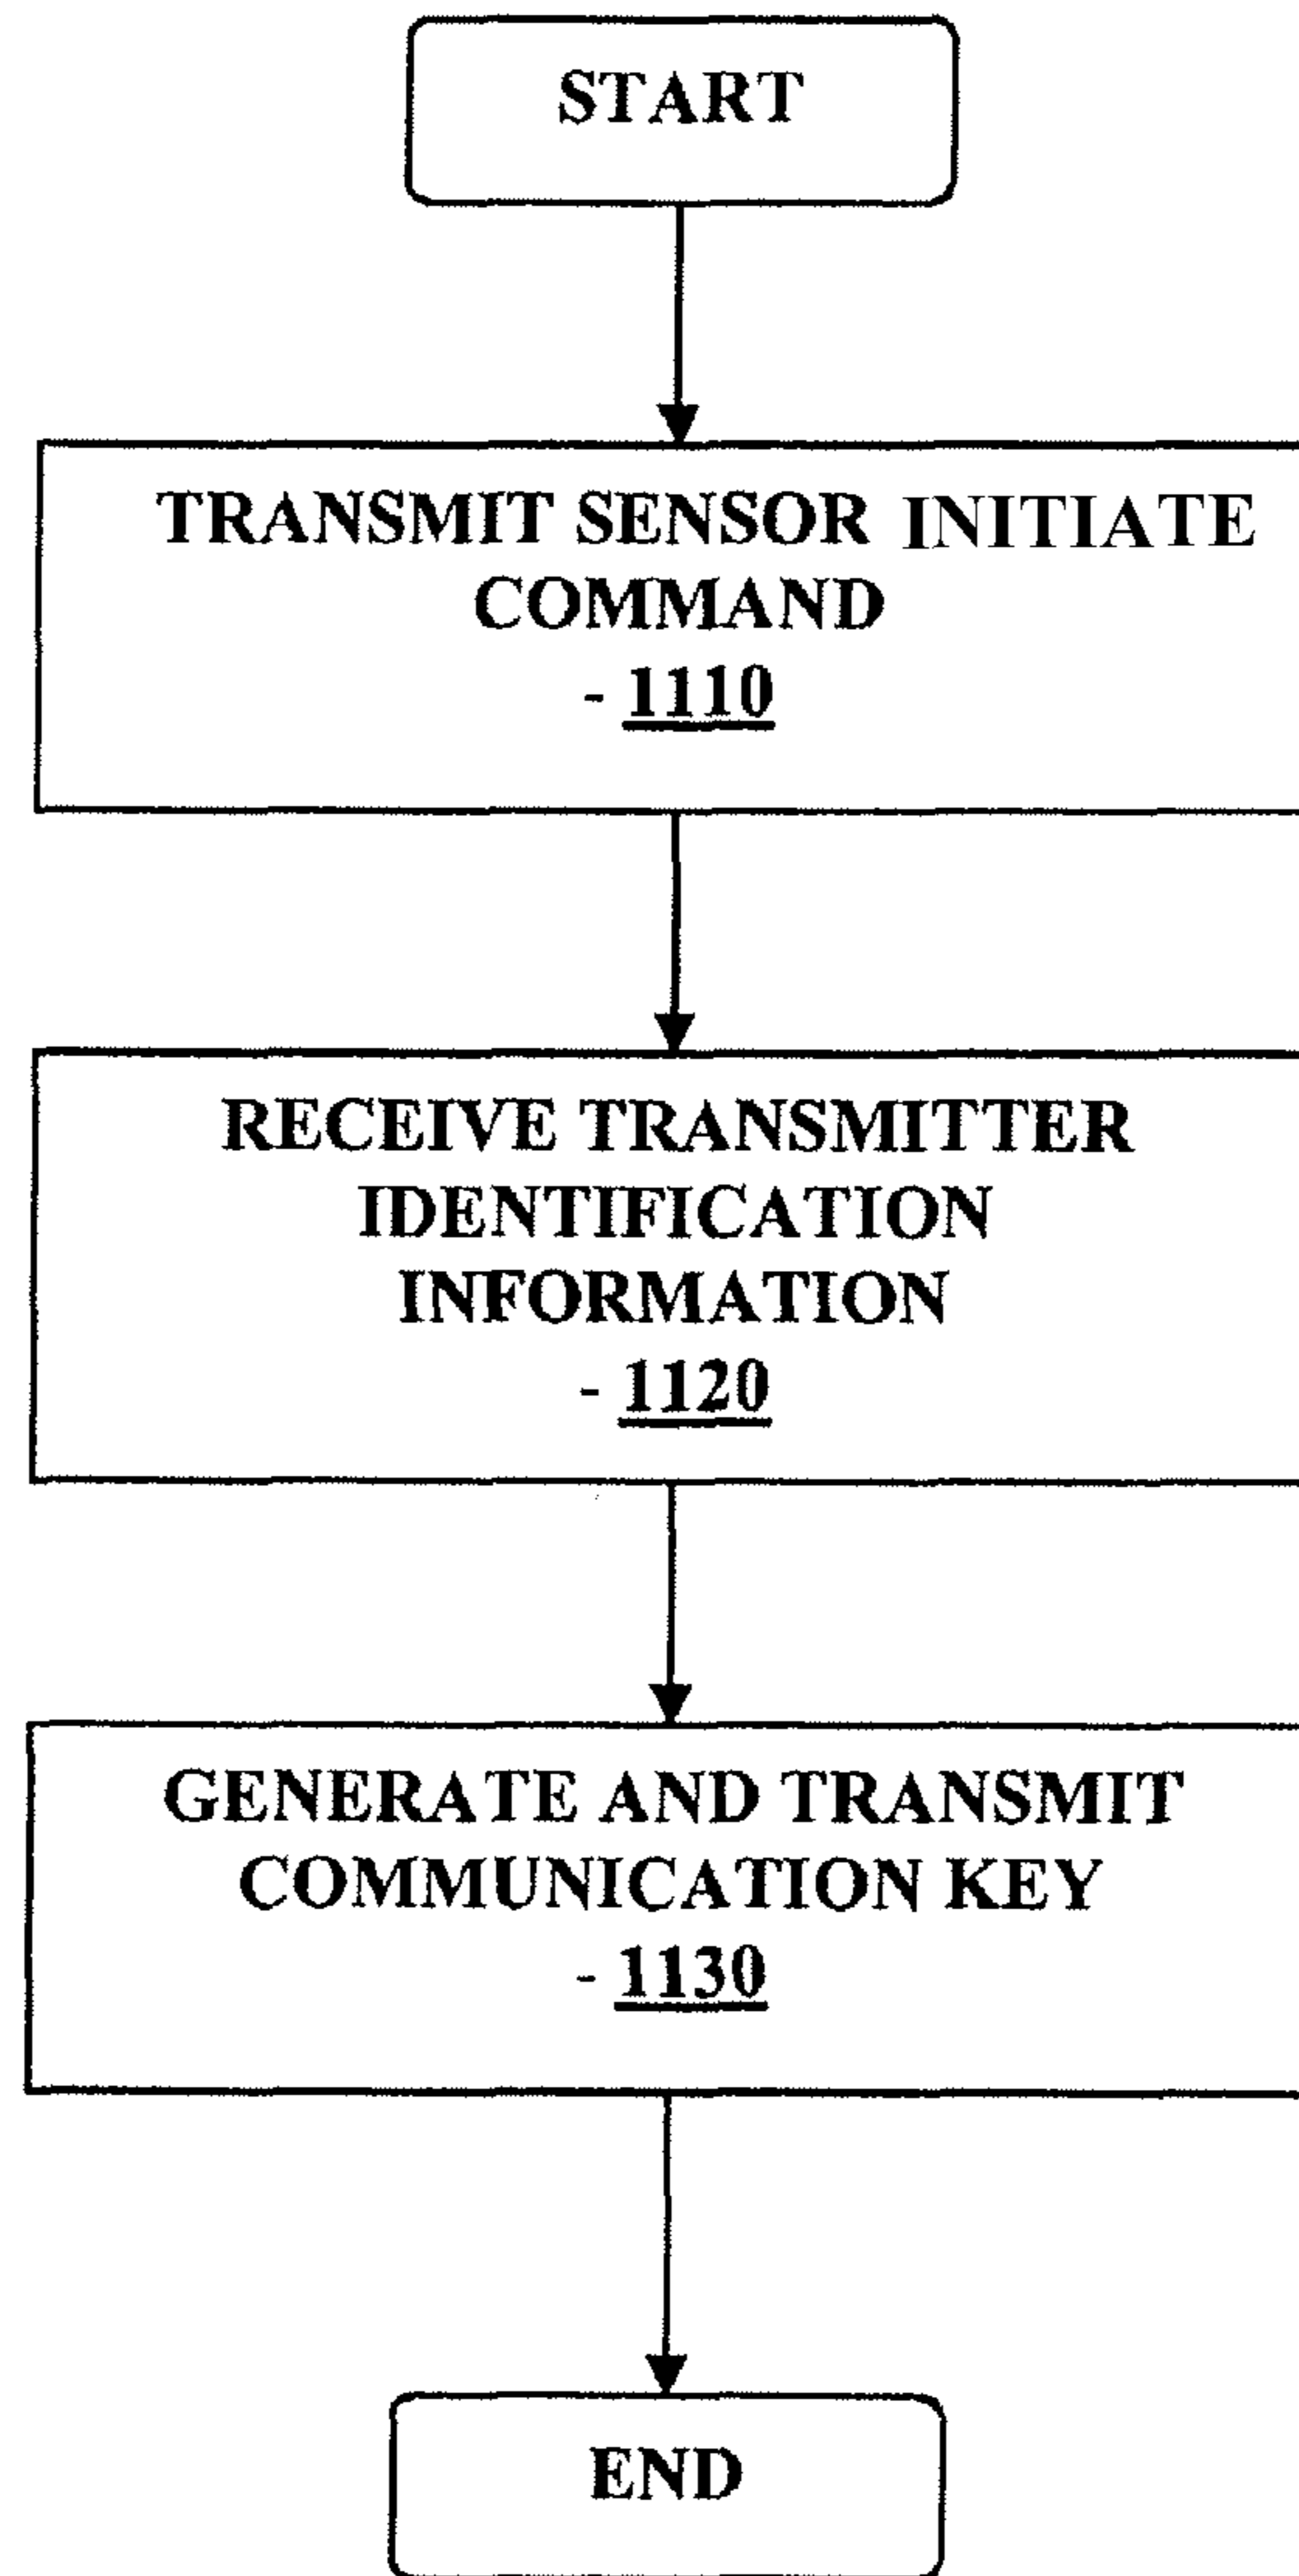 START
TRANSMIT SENSOR INITIATE
COMMAND
- 1110
RECEIVE TRANSMITTER
IDENTIFICATION
INFORMATION
- 1120
GENERATE AND TRANSMIT
COMMUNICATION KEY
- 1130
END